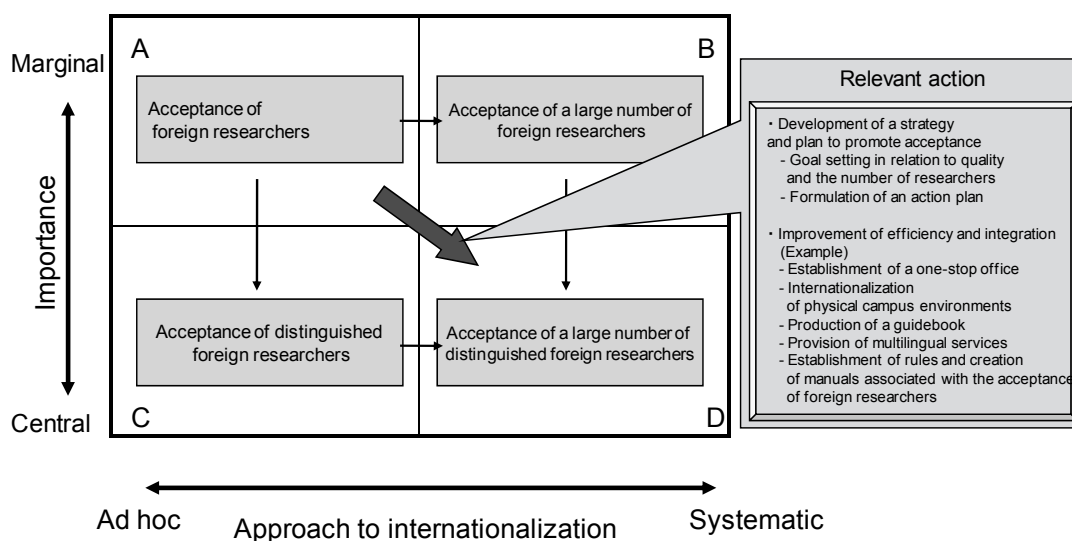 A
B
Marginal
Importance
Central
Acceptance of
foreign researchers
Acceptance of a large number of
foreign researchers
Acceptance of distinguished
foreign researchers
Acceptance of a large number of
distinguished foreign researchers
C
D
Ad hoc
Approach to internationalization
Systematic
Relevant action
・Development of a strategy
and plan to promote acceptance
- Goal setting in relation to quality
and the number of researchers
- Formulation of an action plan
・Improvement of efficiency and integration
(Example)
- Establishment of a one-stop office
- Internationalization
of physical campus environments
- Production of a guidebook
- Provision of multilingual services
- Establishment of rules and creation
of manuals associated with the acceptance
of foreign researchers